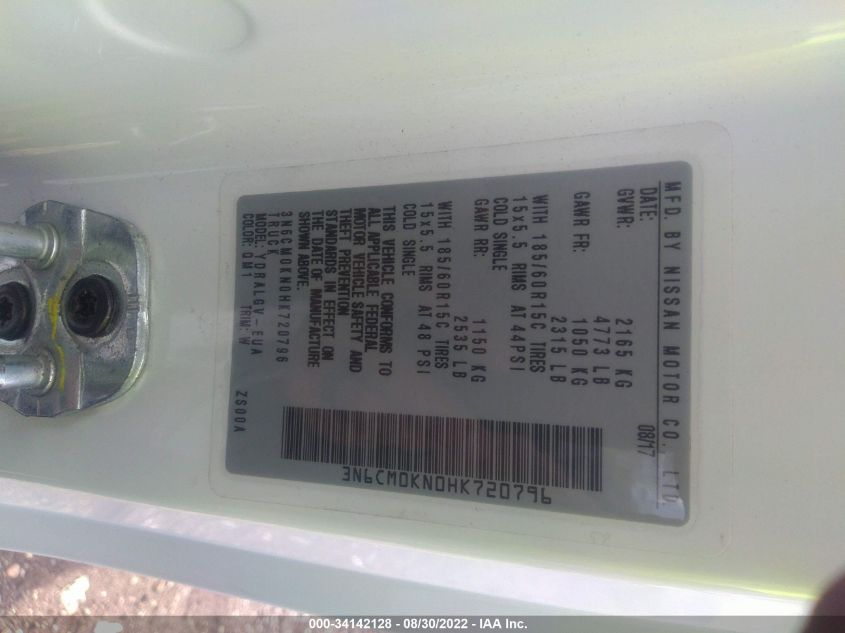 MFD. BY NISSAN MOTOR CO., LTD.
DATE: 08/17
GVWR: 2165 KG
4773 LB
GAWR FR: 1050 KG
2315 LB
WITH 185/60R15C TIRES
15x5.5 RIMS AT 44PSI
COLD SINGLE
GAWR RR: 1150 KG
2535 LB
WITH 185/60R15C TIRES
15x5.5 RIMS AT 48 PSI
COLD SINGLE
THIS VEHICLE CONFORMS TO
ALL APPLICABLE FEDERAL
MOTOR VEHICLE SAFETY AND
THEFT PREVENTION
STANDARDS IN EFFECT ON
THE DATE OF MANUFACTURE
SHOWN ABOVE.
3N6CM0KN0HK720796
3N6CM0KN0HK720796
TRUCK
MODEL: YDRALGV-EUA
COLOR: QM1 TRIM: W
ZS00A
000-34142128 - 08/30/2022 - IAA Inc.